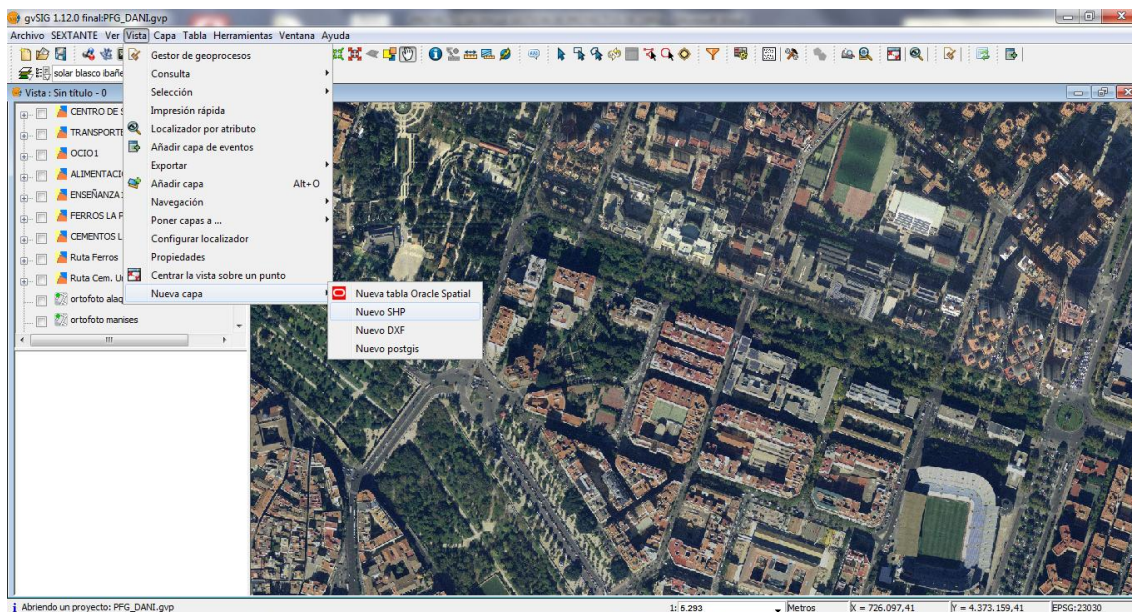 gvSIG 1.12.0 final:PFG_DANI.gvp
Archivo SEXTANTE Ver Vista Capa Tabla Herramientas Ventana Ayuda
solar blasco ibañe
Vista : Sin título - 0
CENTRO DE S
TRANSPORTE
OCIO1
ALIMENTACI
ENSEÑANZA1
FERROS LA P
CEMENTOS L
Ruta Ferros
Ruta Cem. U
ortofoto alaq
ortofoto manises
Gestor de geoprocesos
Consulta
Selección
Impresión rápida
Localizador por atributo
Añadir capa de eventos
Exportar
Añadir capa Alt+O
Navegación
Poner capas a ...
Configurar localizador
Propiedades
Centrar la vista sobre un punto
Nueva capa
Nueva tabla Oracle Spatial
Nuevo SHP
Nuevo DXF
Nuevo postgis
Abriendo un proyecto: PFG_DANI.gvp 1: 5.293 Metros X = 726.097,41 Y = 4.373.159,41 EPSG:23030